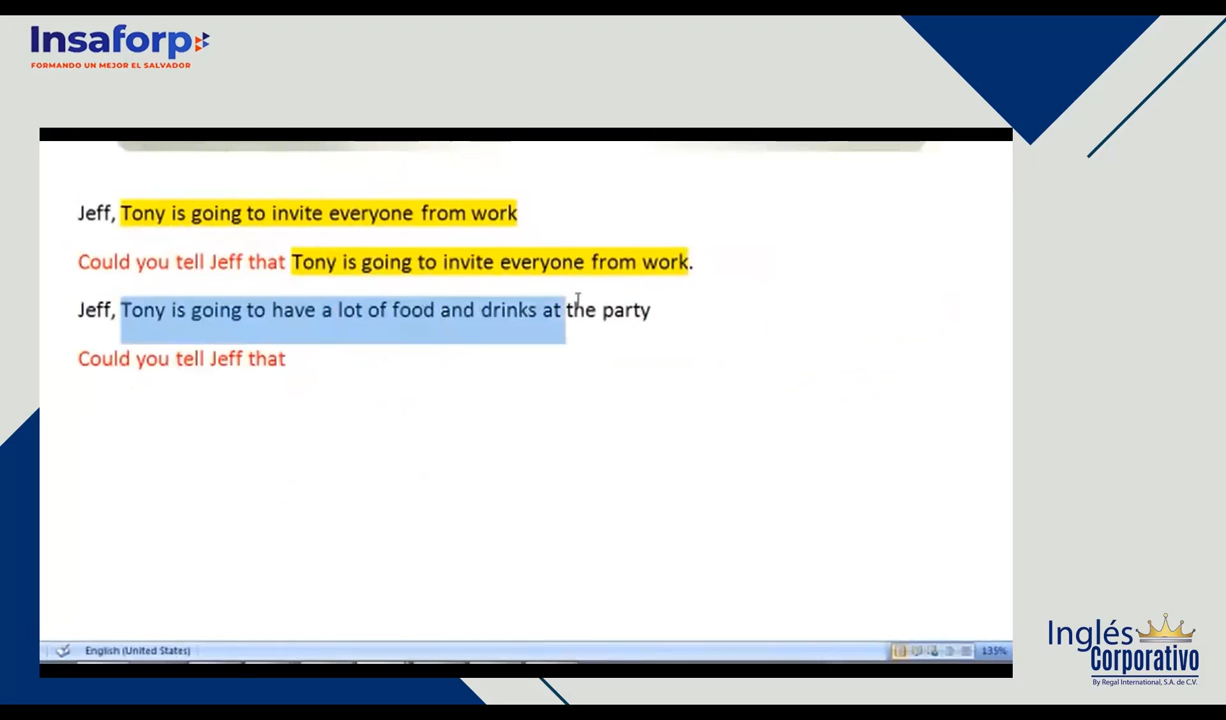 Insaforp
FORMANDO UN MEJOR EL SALVADOR
Jeff, Tony is going to invite everyone from work
Could you tell Jeff that Tony is going to invite everyone from work.
Jeff, Tony is going to have a lot of food and drinks at the party
Could you tell Jeff that
English (United States)
135%
Inglés
Corporativo
By Regal International, S.A. de C.V.